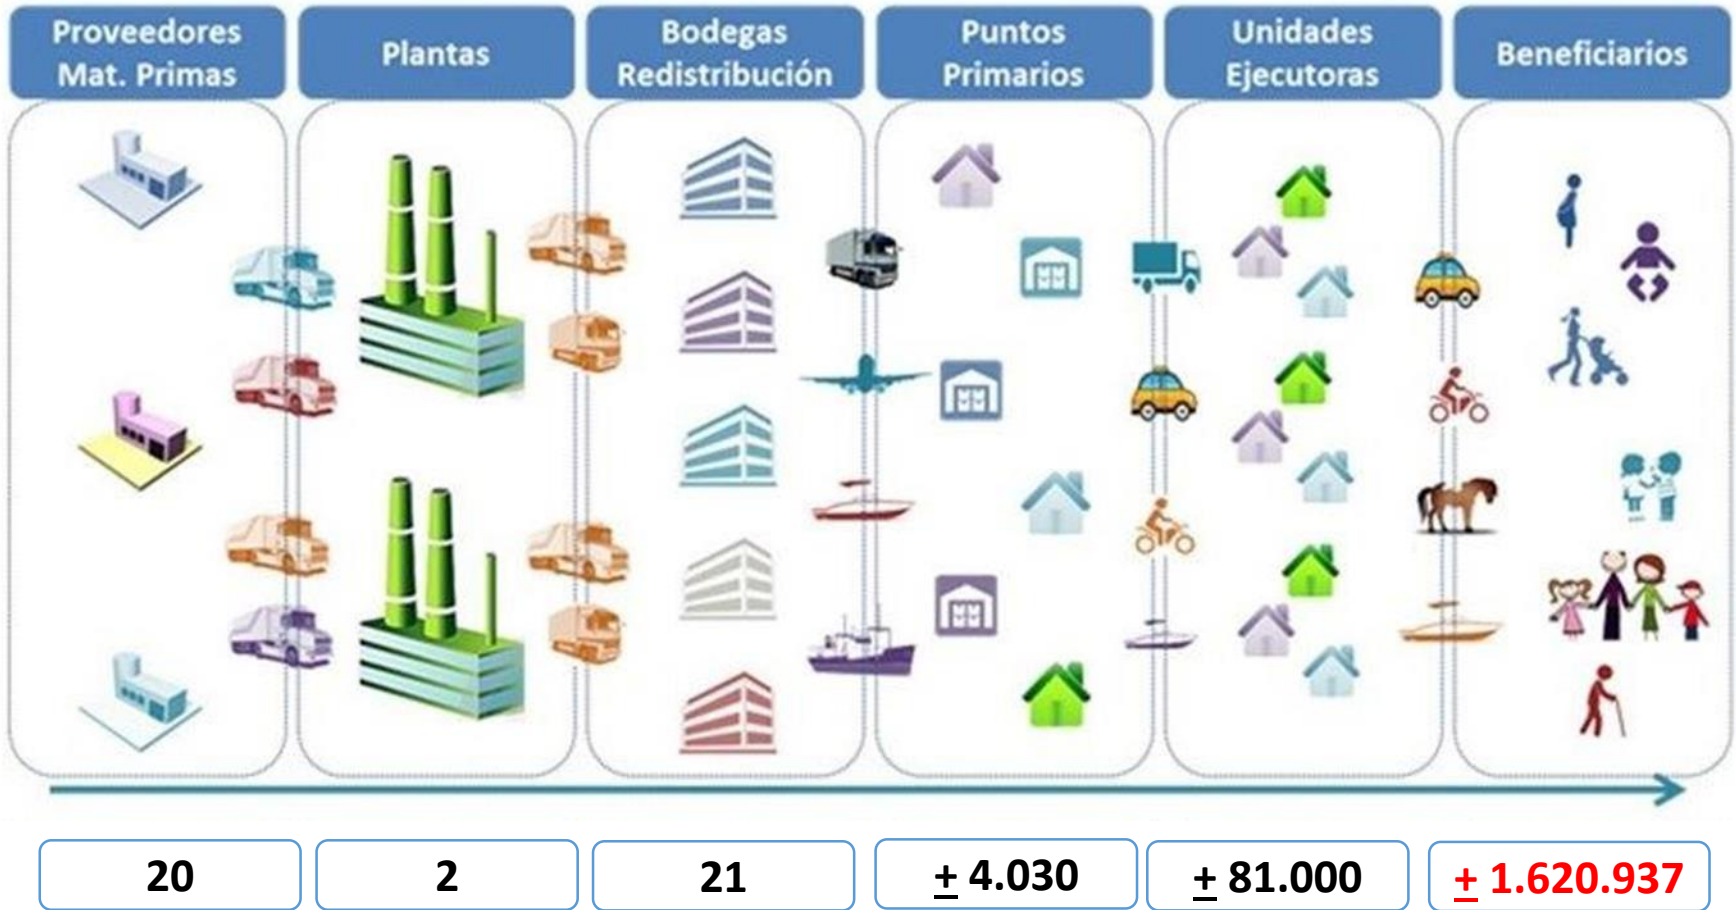 Proveedores
Mat. Primas
Plantas
Bodegas
Redistribución
Puntos
Primarios
Unidades
Ejecutoras
Beneficiarios
20
2
21
± 4.030
± 81.000
± 1.620.937